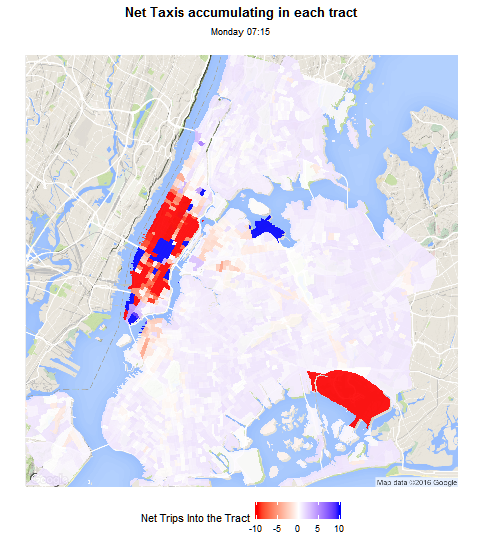 Net Taxis accumulating in each tract
Monday 07:15
Map data ©2016 Google
Net Trips Into the Tract
-10 -5 0 5 10